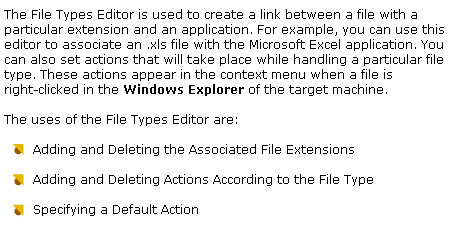 The File Types Editor is used to create a link between a file with a
particular extension and an application. For example, you can use this
editor to associate an .xls file with the Microsoft Excel application. You
can also set actions that will take place while handling a particular file
type. These actions appear in the context menu when a file is
right-clicked in the Windows Explorer of the target machine.
The uses of the File Types Editor are:
Adding and Deleting the Associated File Extensions
Adding and Deleting Actions According to the File Type
Specifying a Default Action